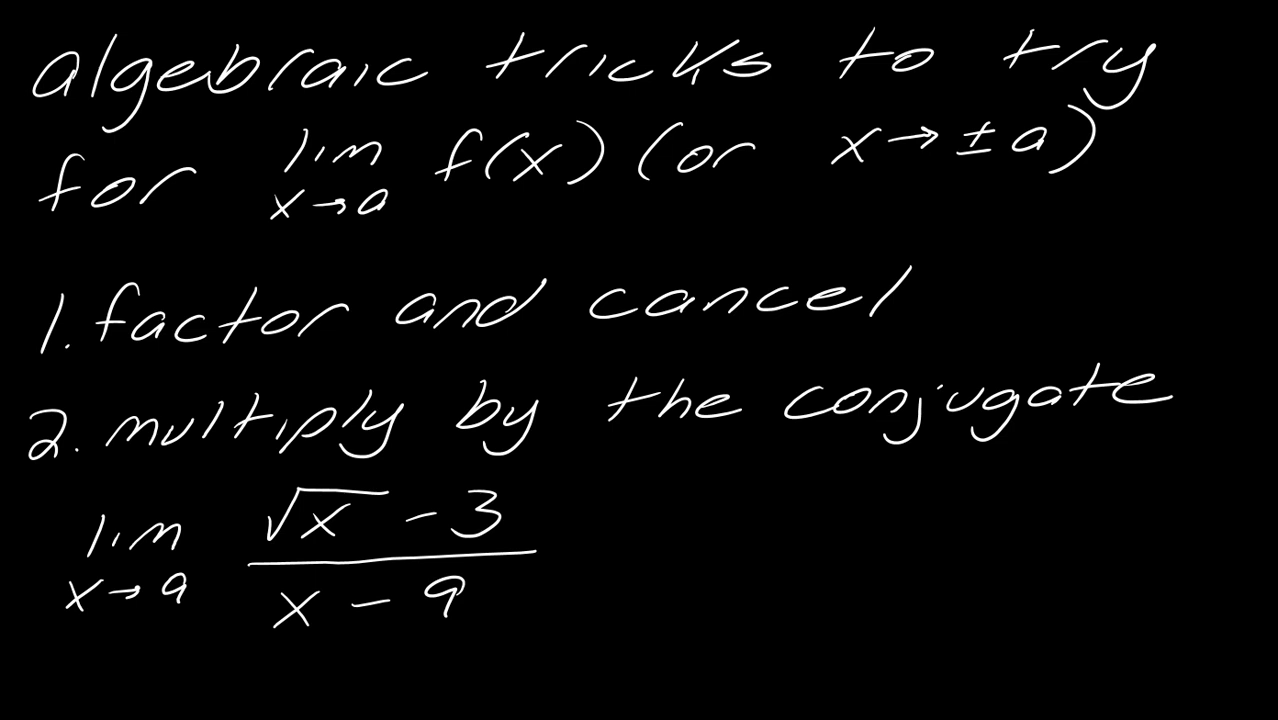 algebraic tricks to try
for lim x→a f(x) (or x→±a)
1. factor and cancel
2. multiply by the conjugate
lim x→9 (√x - 3)/(x - 9)